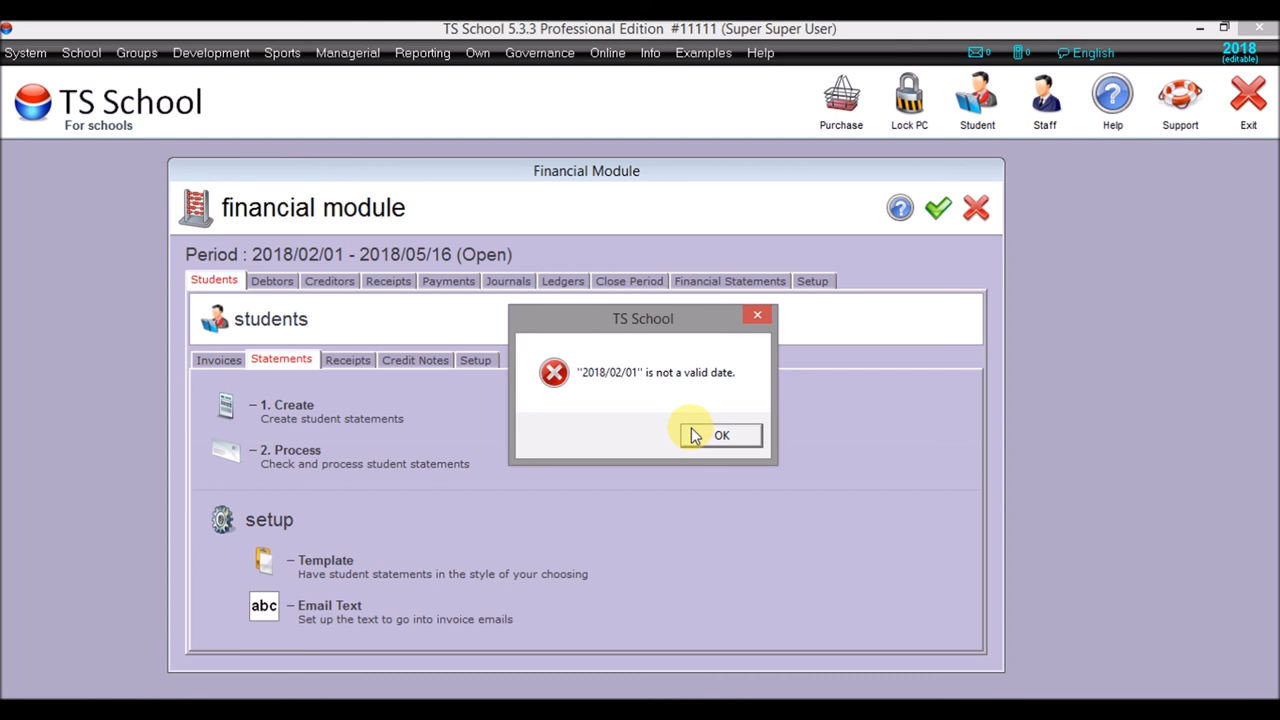 TS School 5.3.3 Professional Edition #11111 (Super Super User)
System School Groups Development Sports Managerial Reporting Own Governance Online Info Examples Help 0 0 English 2018
(editable)
TS School
For schools
Purchase Lock PC Student Staff Help Support Exit
Financial Module
financial module
Period : 2018/02/01 - 2018/05/16 (Open)
Students Debtors Creditors Receipts Payments Journals Ledgers Close Period Financial Statements Setup
students
TS School
Invoices Statements Receipts Credit Notes Setup
"2018/02/01" is not a valid date.
OK
– 1. Create
Create student statements
– 2. Process
Check and process student statements
setup
– Template
Have student statements in the style of your choosing
abc – Email Text
Set up the text to go into invoice emails